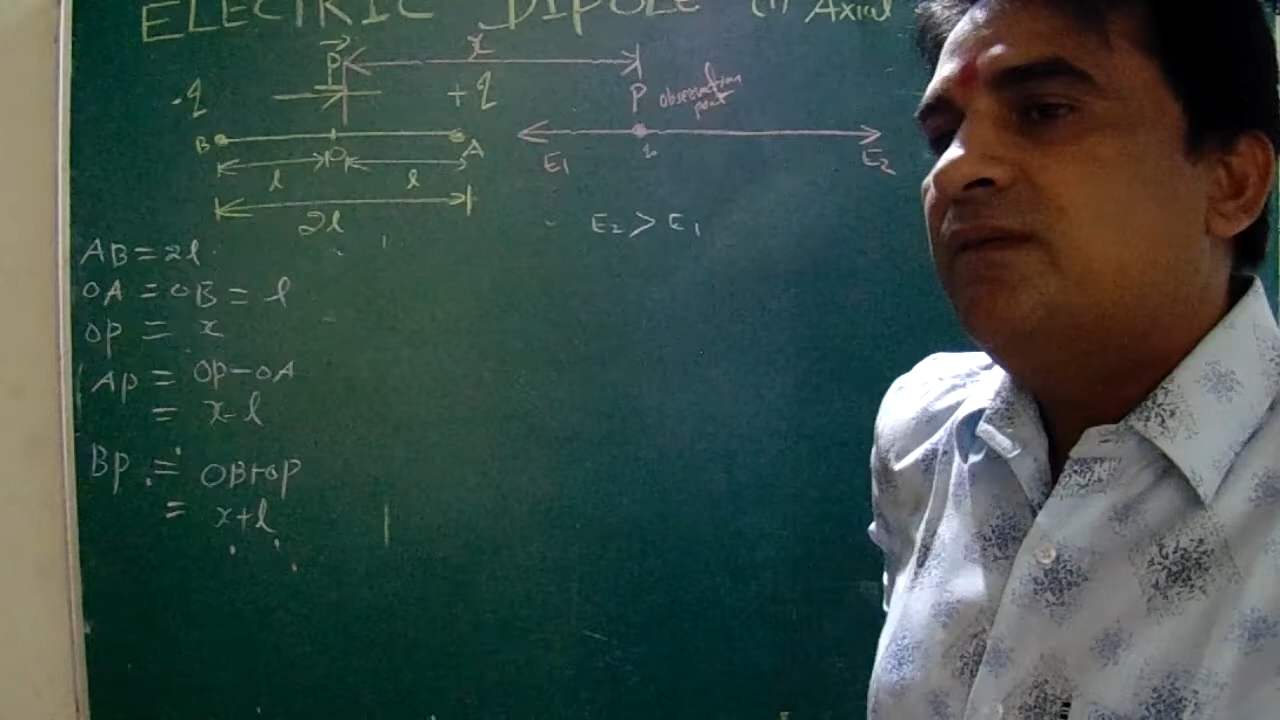 ELECTRIC DIPOLE in Axial
P⃗ x
-q +q P observation point
B O A
E₁ E₂
l l
2l E₂ > E₁
AB = 2l
OA = OB = l
OP = x
AP = OP-OA
= x-l
BP = OB+OP
= x+l